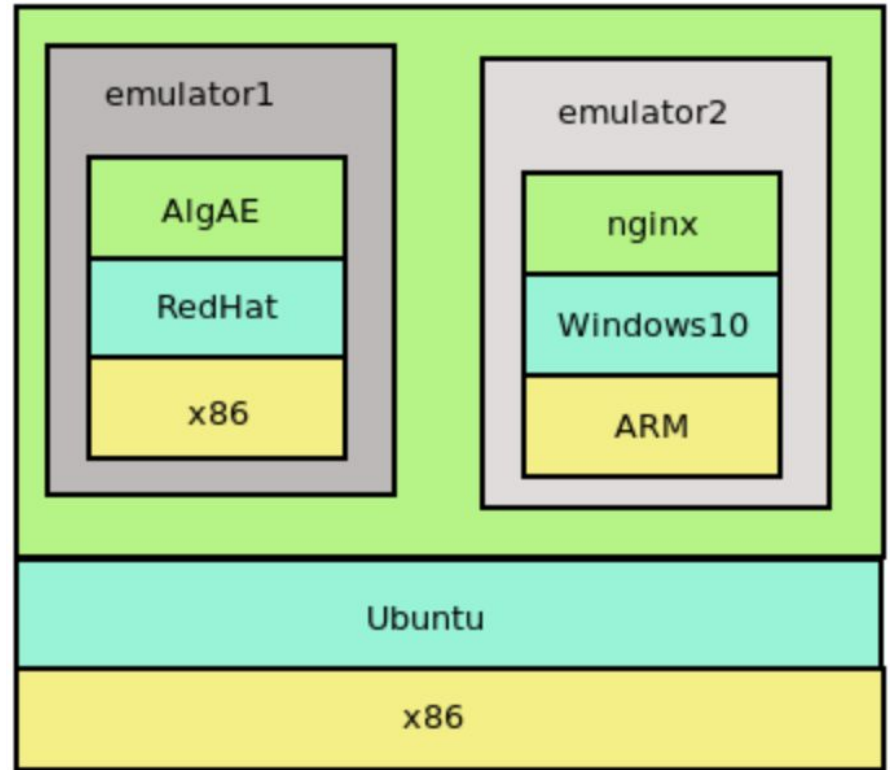 emulator1
AlgAE
RedHat
x86
emulator2
nginx
Windows10
ARM
Ubuntu
x86